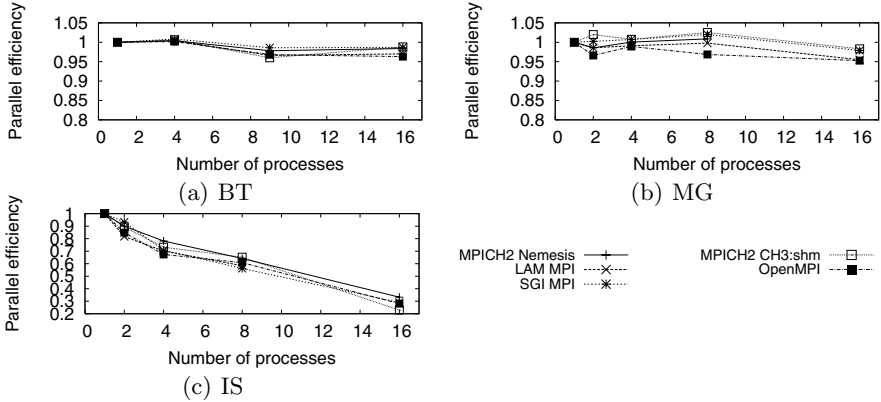 Parallel efficiency
1.05
1
0.95
0.9
0.85
0.8
0 2 4 6 8 10 12 14 16
Number of processes
(a) BT
Parallel efficiency
1.05
1
0.95
0.9
0.85
0.8
0 2 4 6 8 10 12 14 16
Number of processes
(b) MG
Parallel efficiency
1
0.9
0.8
0.7
0.6
0.5
0.4
0.3
0.2
0 2 4 6 8 10 12 14 16
Number of processes
(c) IS
MPICH2 Nemesis
LAM MPI
SGI MPI
MPICH2 CH3:shm
OpenMPI